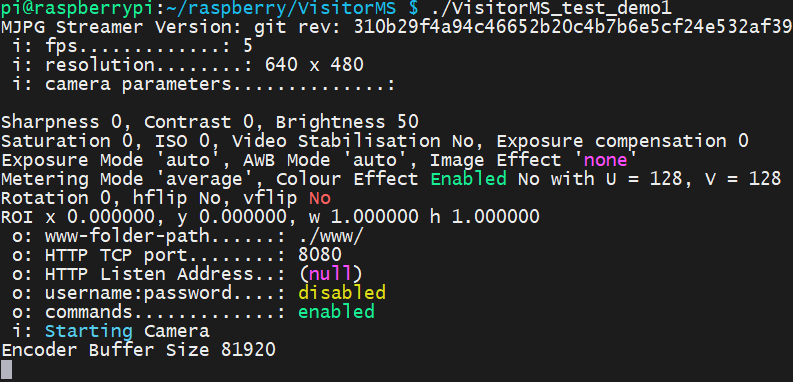 pi@raspberrypi:~/raspberry/VisitorMS $ ./VisitorMS_test_demo1
MJPG Streamer Version: git rev: 310b29f4a94c46652b20c4b7b6e5cf24e532af39
 i: fps.............: 5
 i: resolution........: 640 x 480
 i: camera parameters..............:

Sharpness 0, Contrast 0, Brightness 50
Saturation 0, ISO 0, Video Stabilisation No, Exposure compensation 0
Exposure Mode 'auto', AWB Mode 'auto', Image Effect 'none'
Metering Mode 'average', Colour Effect Enabled No with U = 128, V = 128
Rotation 0, hflip No, vflip No
ROI x 0.000000, y 0.000000, w 1.000000 h 1.000000
 o: www-folder-path......: ./www/
 o: HTTP TCP port........: 8080
 o: HTTP Listen Address..: (null)
 o: username:password....: disabled
 o: commands.............: enabled
 i: Starting Camera
Encoder Buffer Size 81920